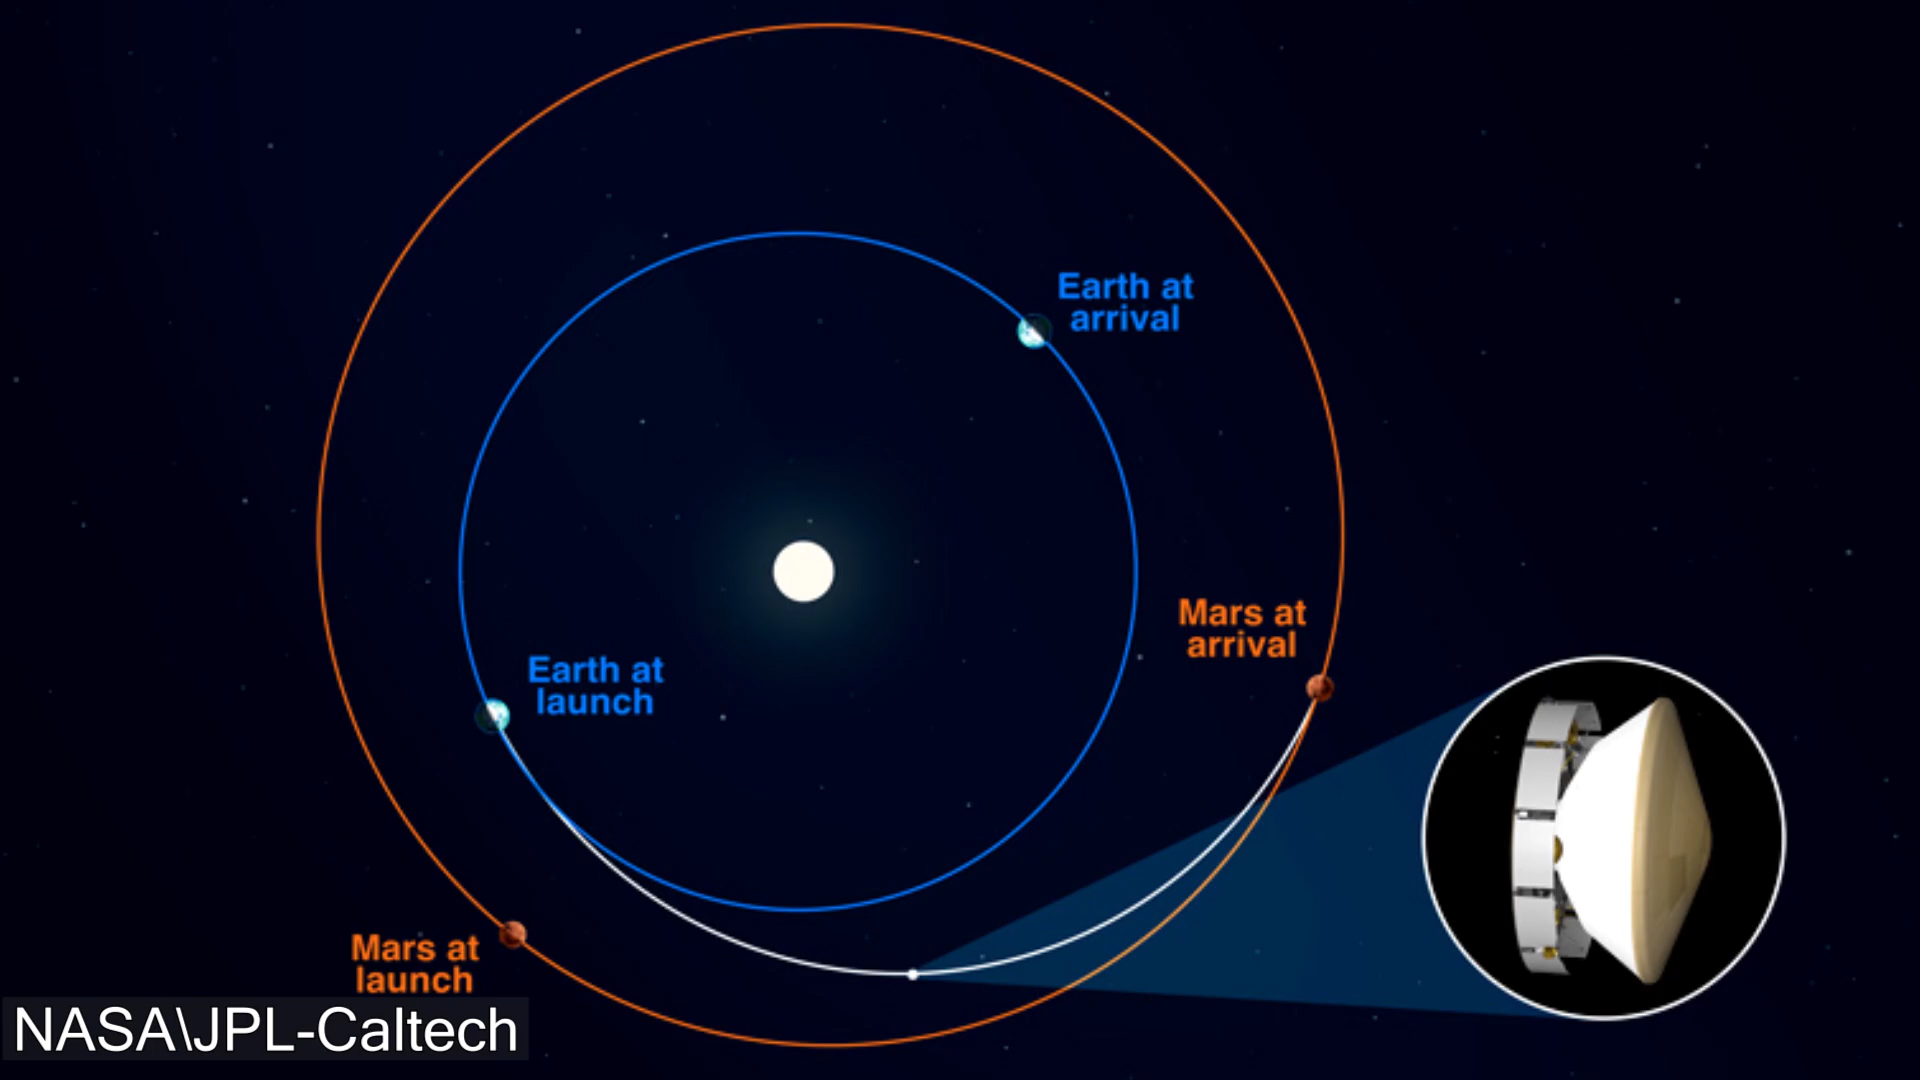 Earth at
arrival
Mars at
arrival
Earth at
launch
Mars at
launch
NASA\JPL-Caltech